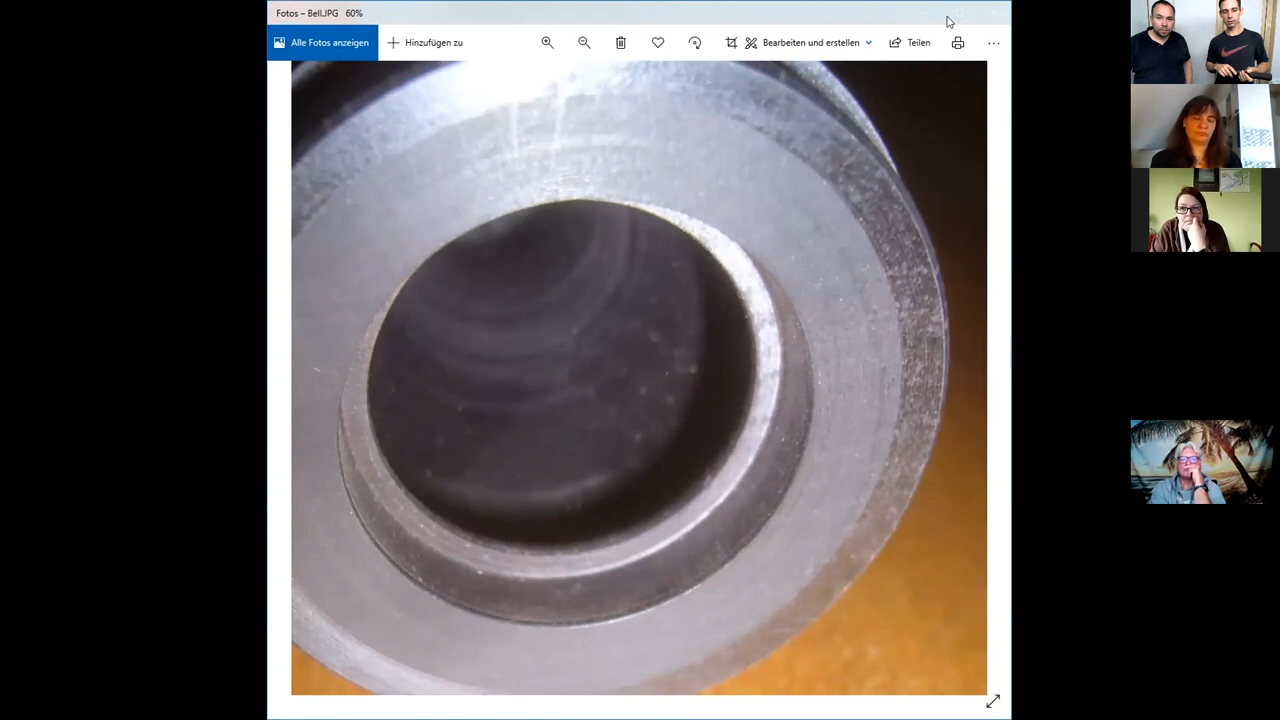 Fotos – Bell.JPG 60%
Alle Fotos anzeigen
Hinzufügen zu
Bearbeiten und erstellen
Teilen